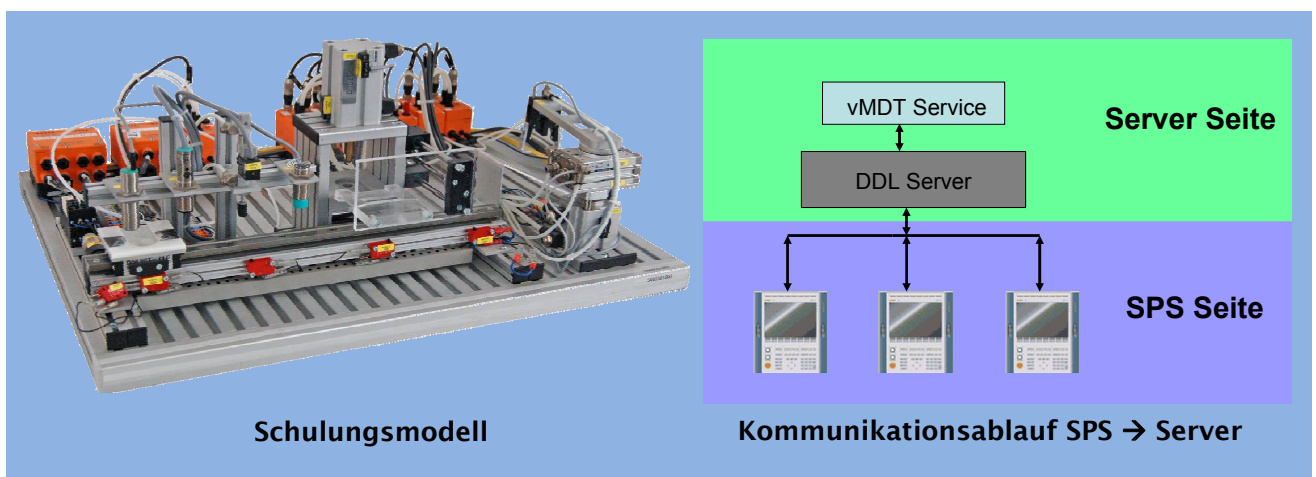 vMDT Service
Server Seite
DDL Server
SPS Seite
Schulungsmodell
Kommunikationsablauf SPS → Server